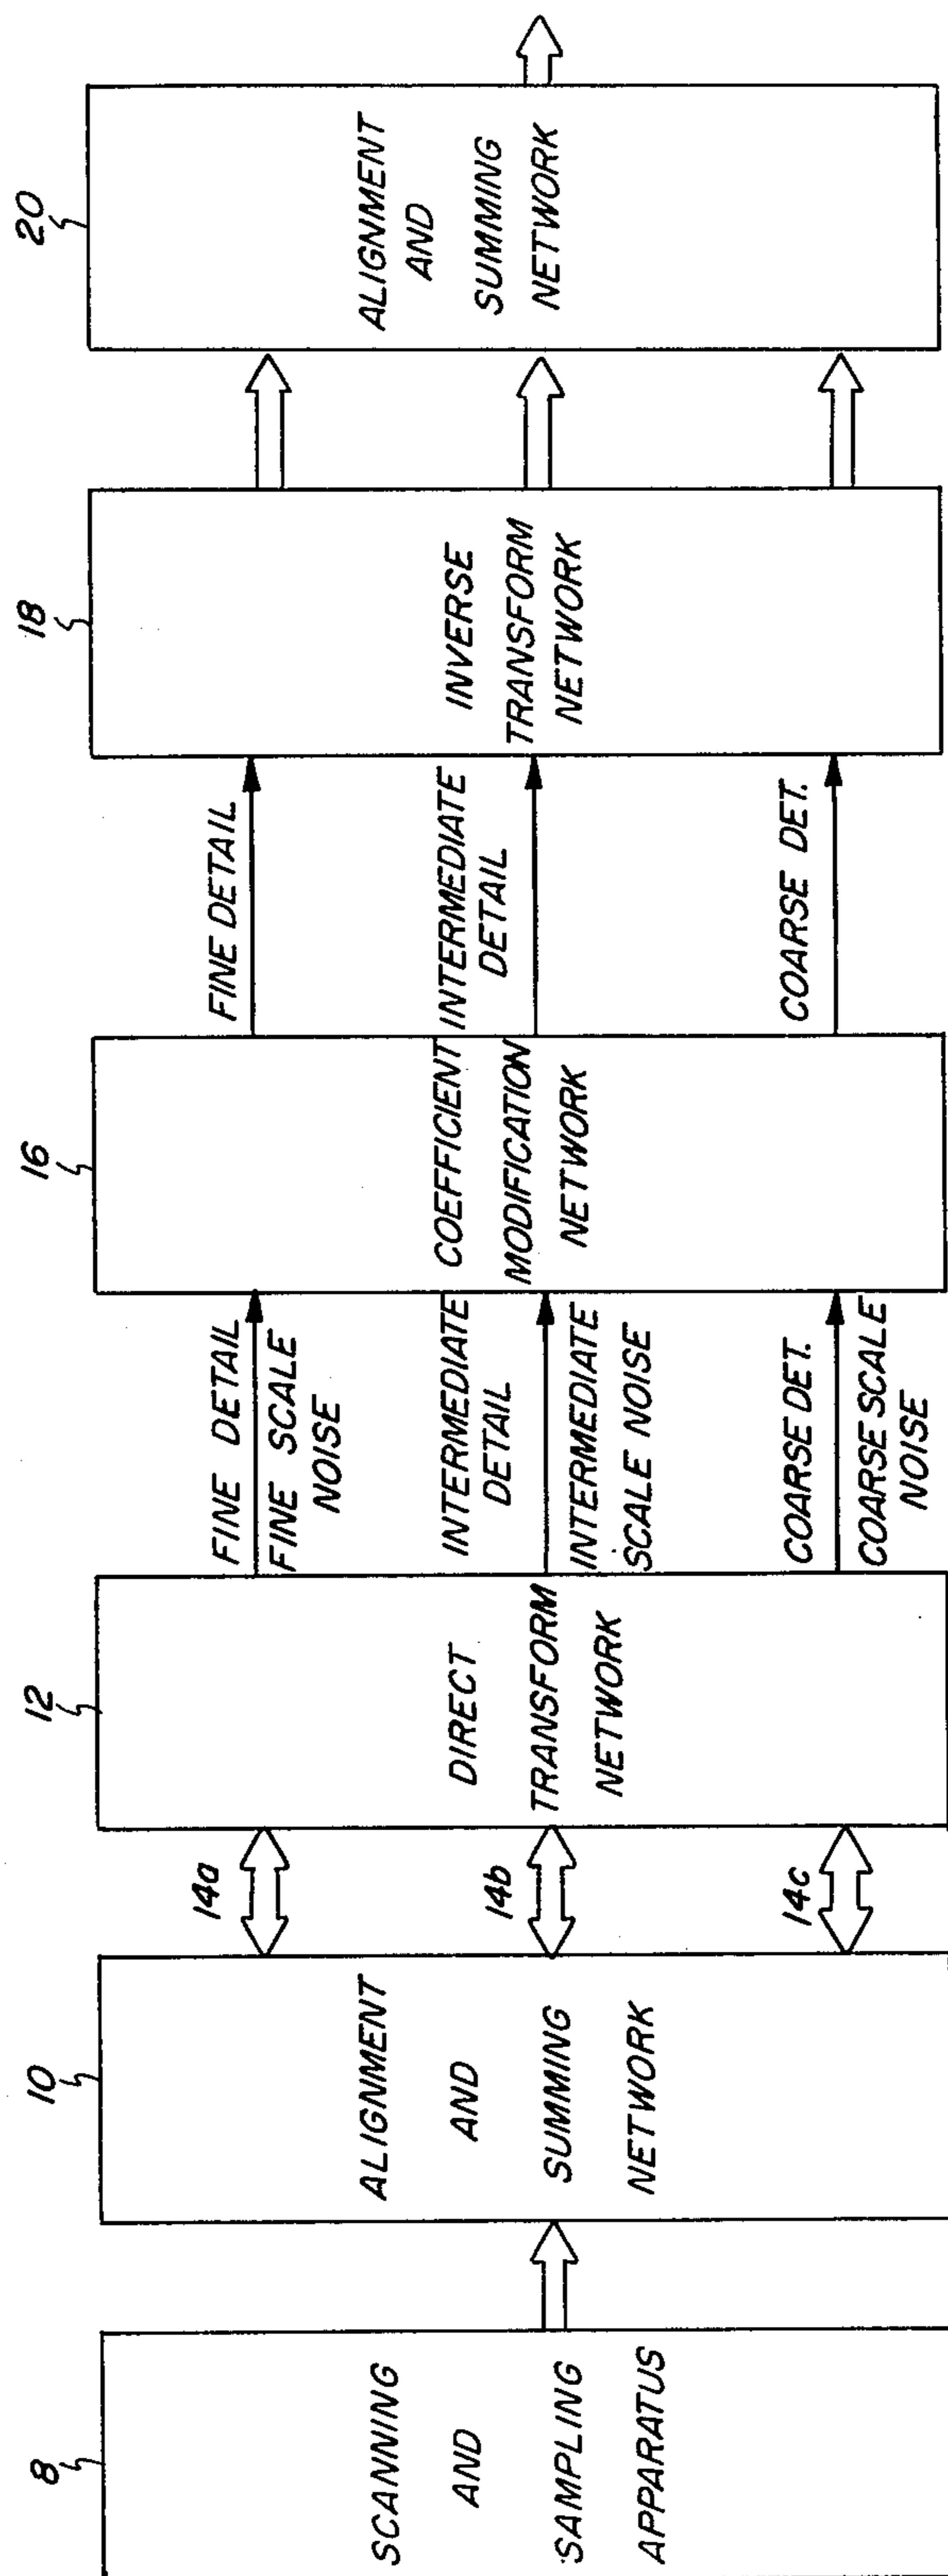 8
SCANNING
AND
SAMPLING
APPARATUS
10
ALIGNMENT
AND
SUMMING
NETWORK
14a
14b
14c
12
DIRECT
TRANSFORM
NETWORK
FINE DETAIL
FINE SCALE
NOISE
INTERMEDIATE
DETAIL
INTERMEDIATE
SCALE NOISE
COARSE DET.
COARSE SCALE
NOISE
16
COEFFICIENT
MODIFICATION
NETWORK
FINE DETAIL
INTERMEDIATE
DETAIL
COARSE DET.
18
INVERSE
TRANSFORM
NETWORK
20
ALIGNMENT
AND
SUMMING
NETWORK